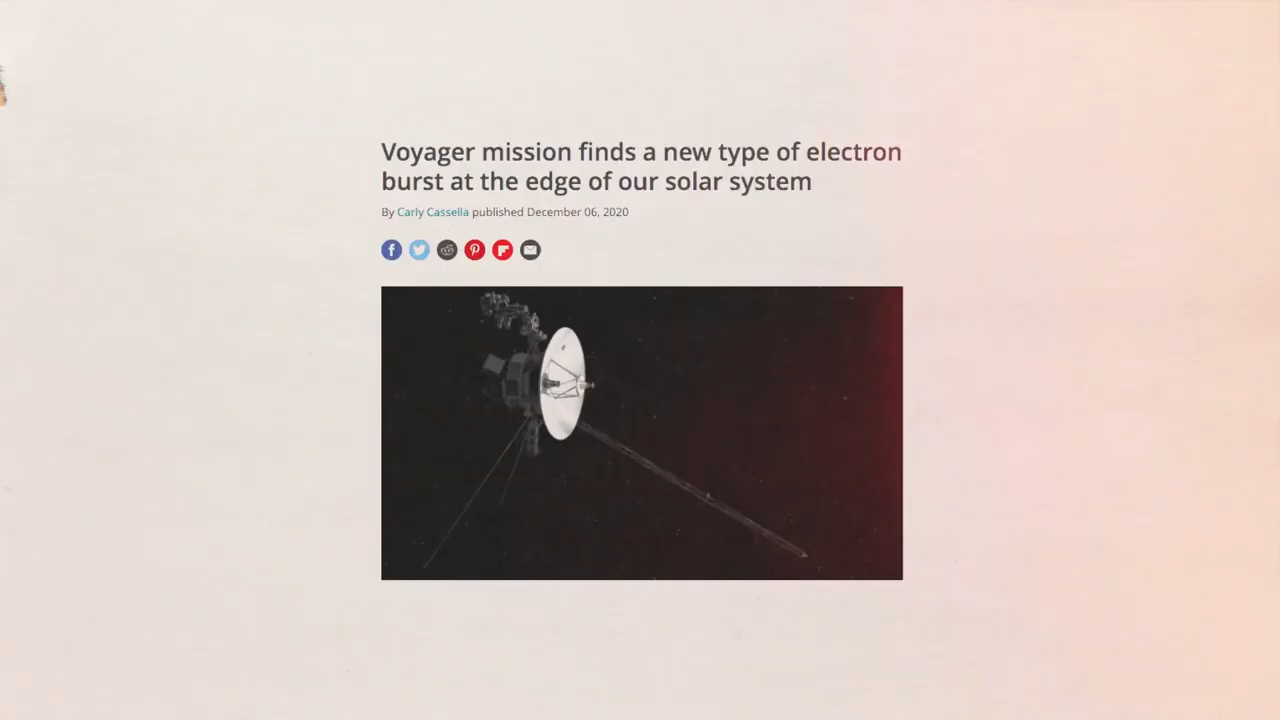 Voyager mission finds a new type of electron
burst at the edge of our solar system
By Carly Cassella published December 06, 2020